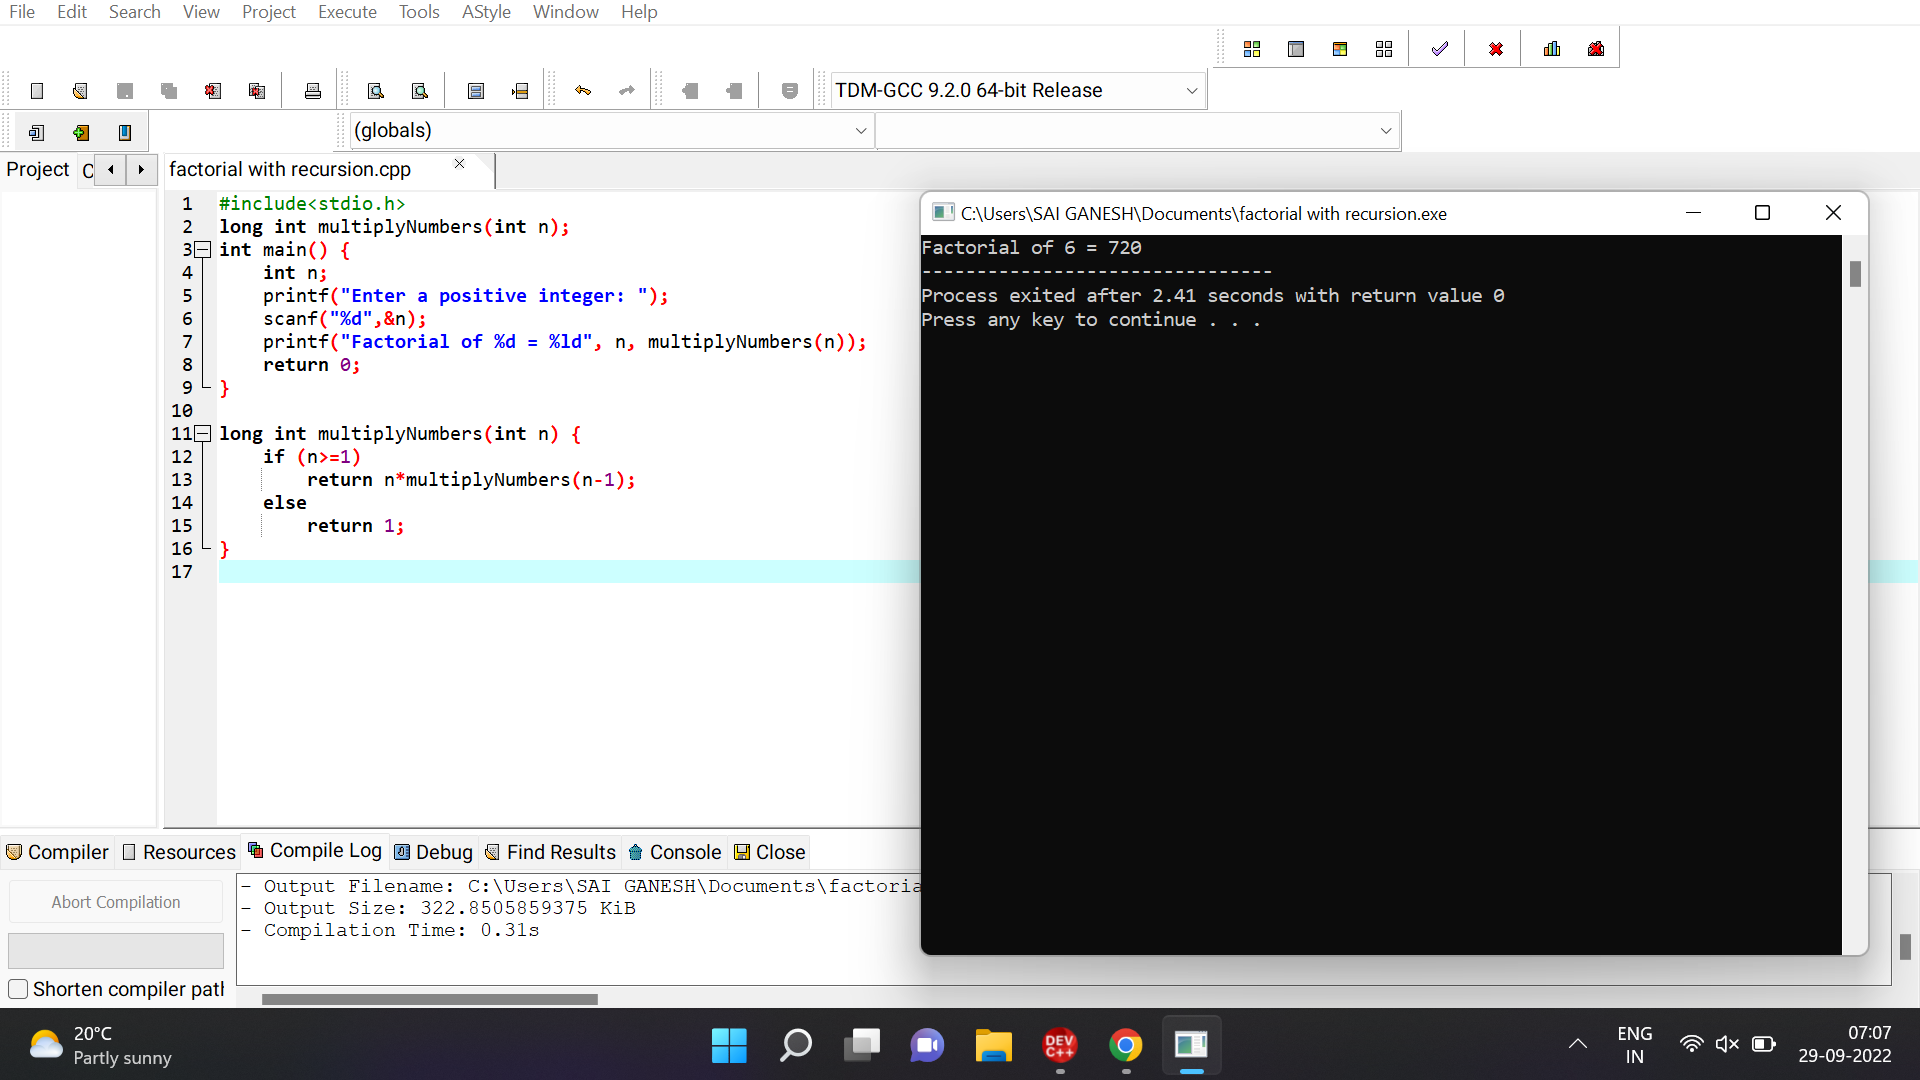 File Edit Search View Project Execute Tools AStyle Window Help
TDM-GCC 9.2.0 64-bit Release
(globals)
Project C
factorial with recursion.cpp
1 #include<stdio.h>
2 long int multiplyNumbers(int n);
3 int main() {
4 int n;
5 printf("Enter a positive integer: ");
6 scanf("%d",&n);
7 printf("Factorial of %d = %ld", n, multiplyNumbers(n));
8 return 0;
9 }
10
11 long int multiplyNumbers(int n) {
12 if (n>=1)
13 return n*multiplyNumbers(n-1);
14 else
15 return 1;
16 }
17
C:\Users\SAI GANESH\Documents\factorial with recursion.exe
Factorial of 6 = 720
--------------------------------
Process exited after 2.41 seconds with return value 0
Press any key to continue . . .
Compiler Resources Compile Log Debug Find Results Console Close
Abort Compilation
Shorten compiler path
- Output Filename: C:\Users\SAI GANESH\Documents\factoria
- Output Size: 322.8505859375 KiB
- Compilation Time: 0.31s
20°C
Partly sunny
DEV
C++
ENG
IN
07:07
29-09-2022